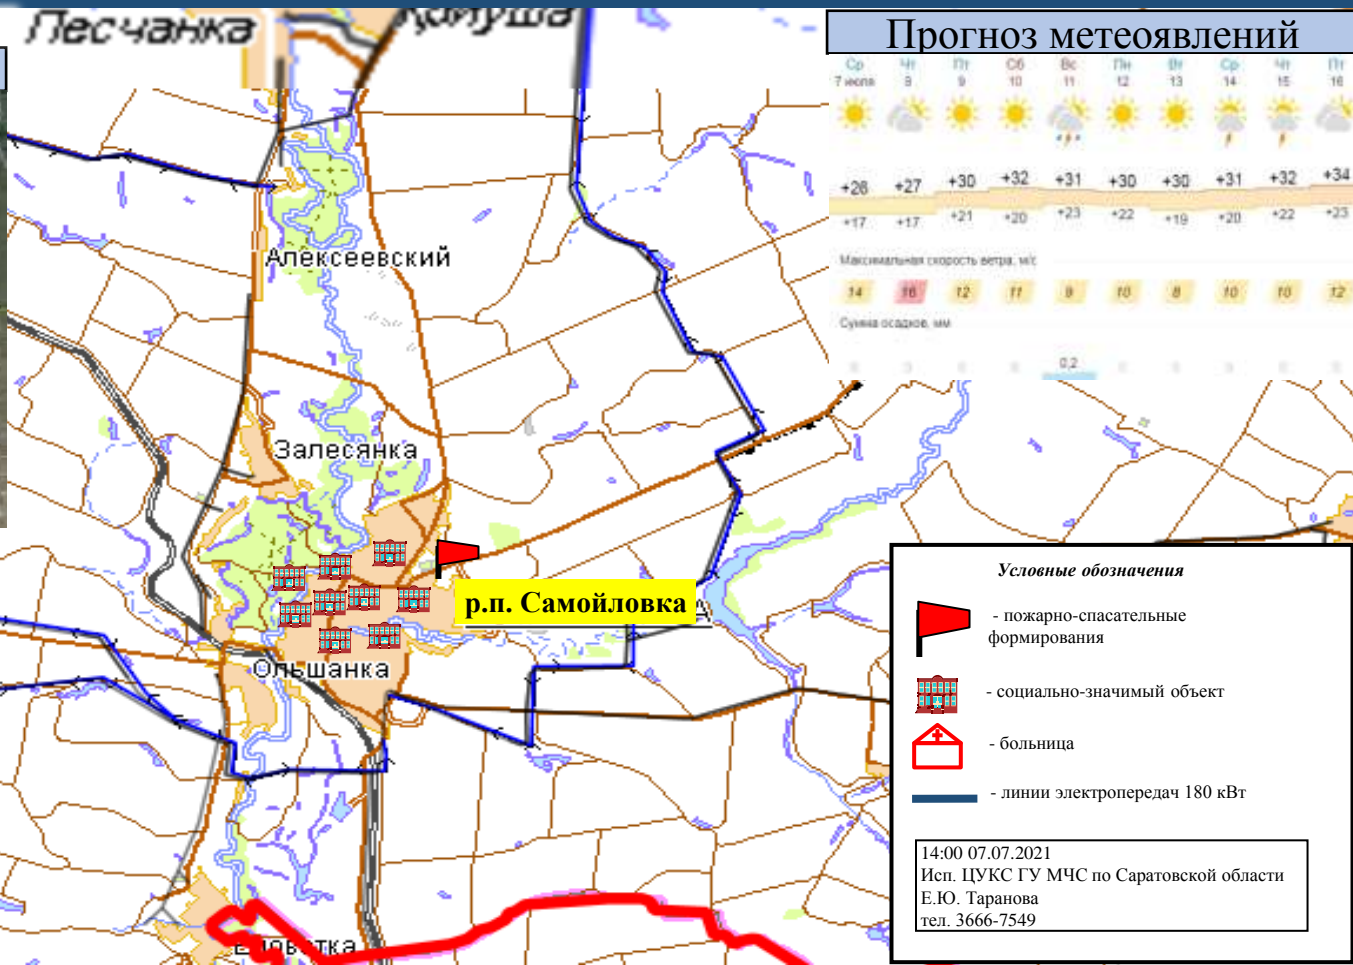 Песчанка
Прогноз метеоявлений
Ср Чт Пт Сб Вс Пн Вт Ср Чт Пт
7 июля 8 9 10 11 12 13 14 15 16
+26 +27 +30 +32 +31 +30 +30 +31 +32 +34
+17 +17 +21 +20 +23 +22 +19 +20 +22 +23
Максимальная скорость ветра, м/с
14 16 12 11 9 10 8 10 10 12
Сумма осадков, мм
0,2
Алексеевский
Залесянка
р.п. Самойловка
Ольшанка
Условные обозначения
- пожарно-спасательные
формирования
- социально-значимый объект
- больница
- линии электропередач 180 кВт
14:00 07.07.2021
Исп. ЦУКС ГУ МЧС по Саратовской области
Е.Ю. Таранова
тел. 3666-7549